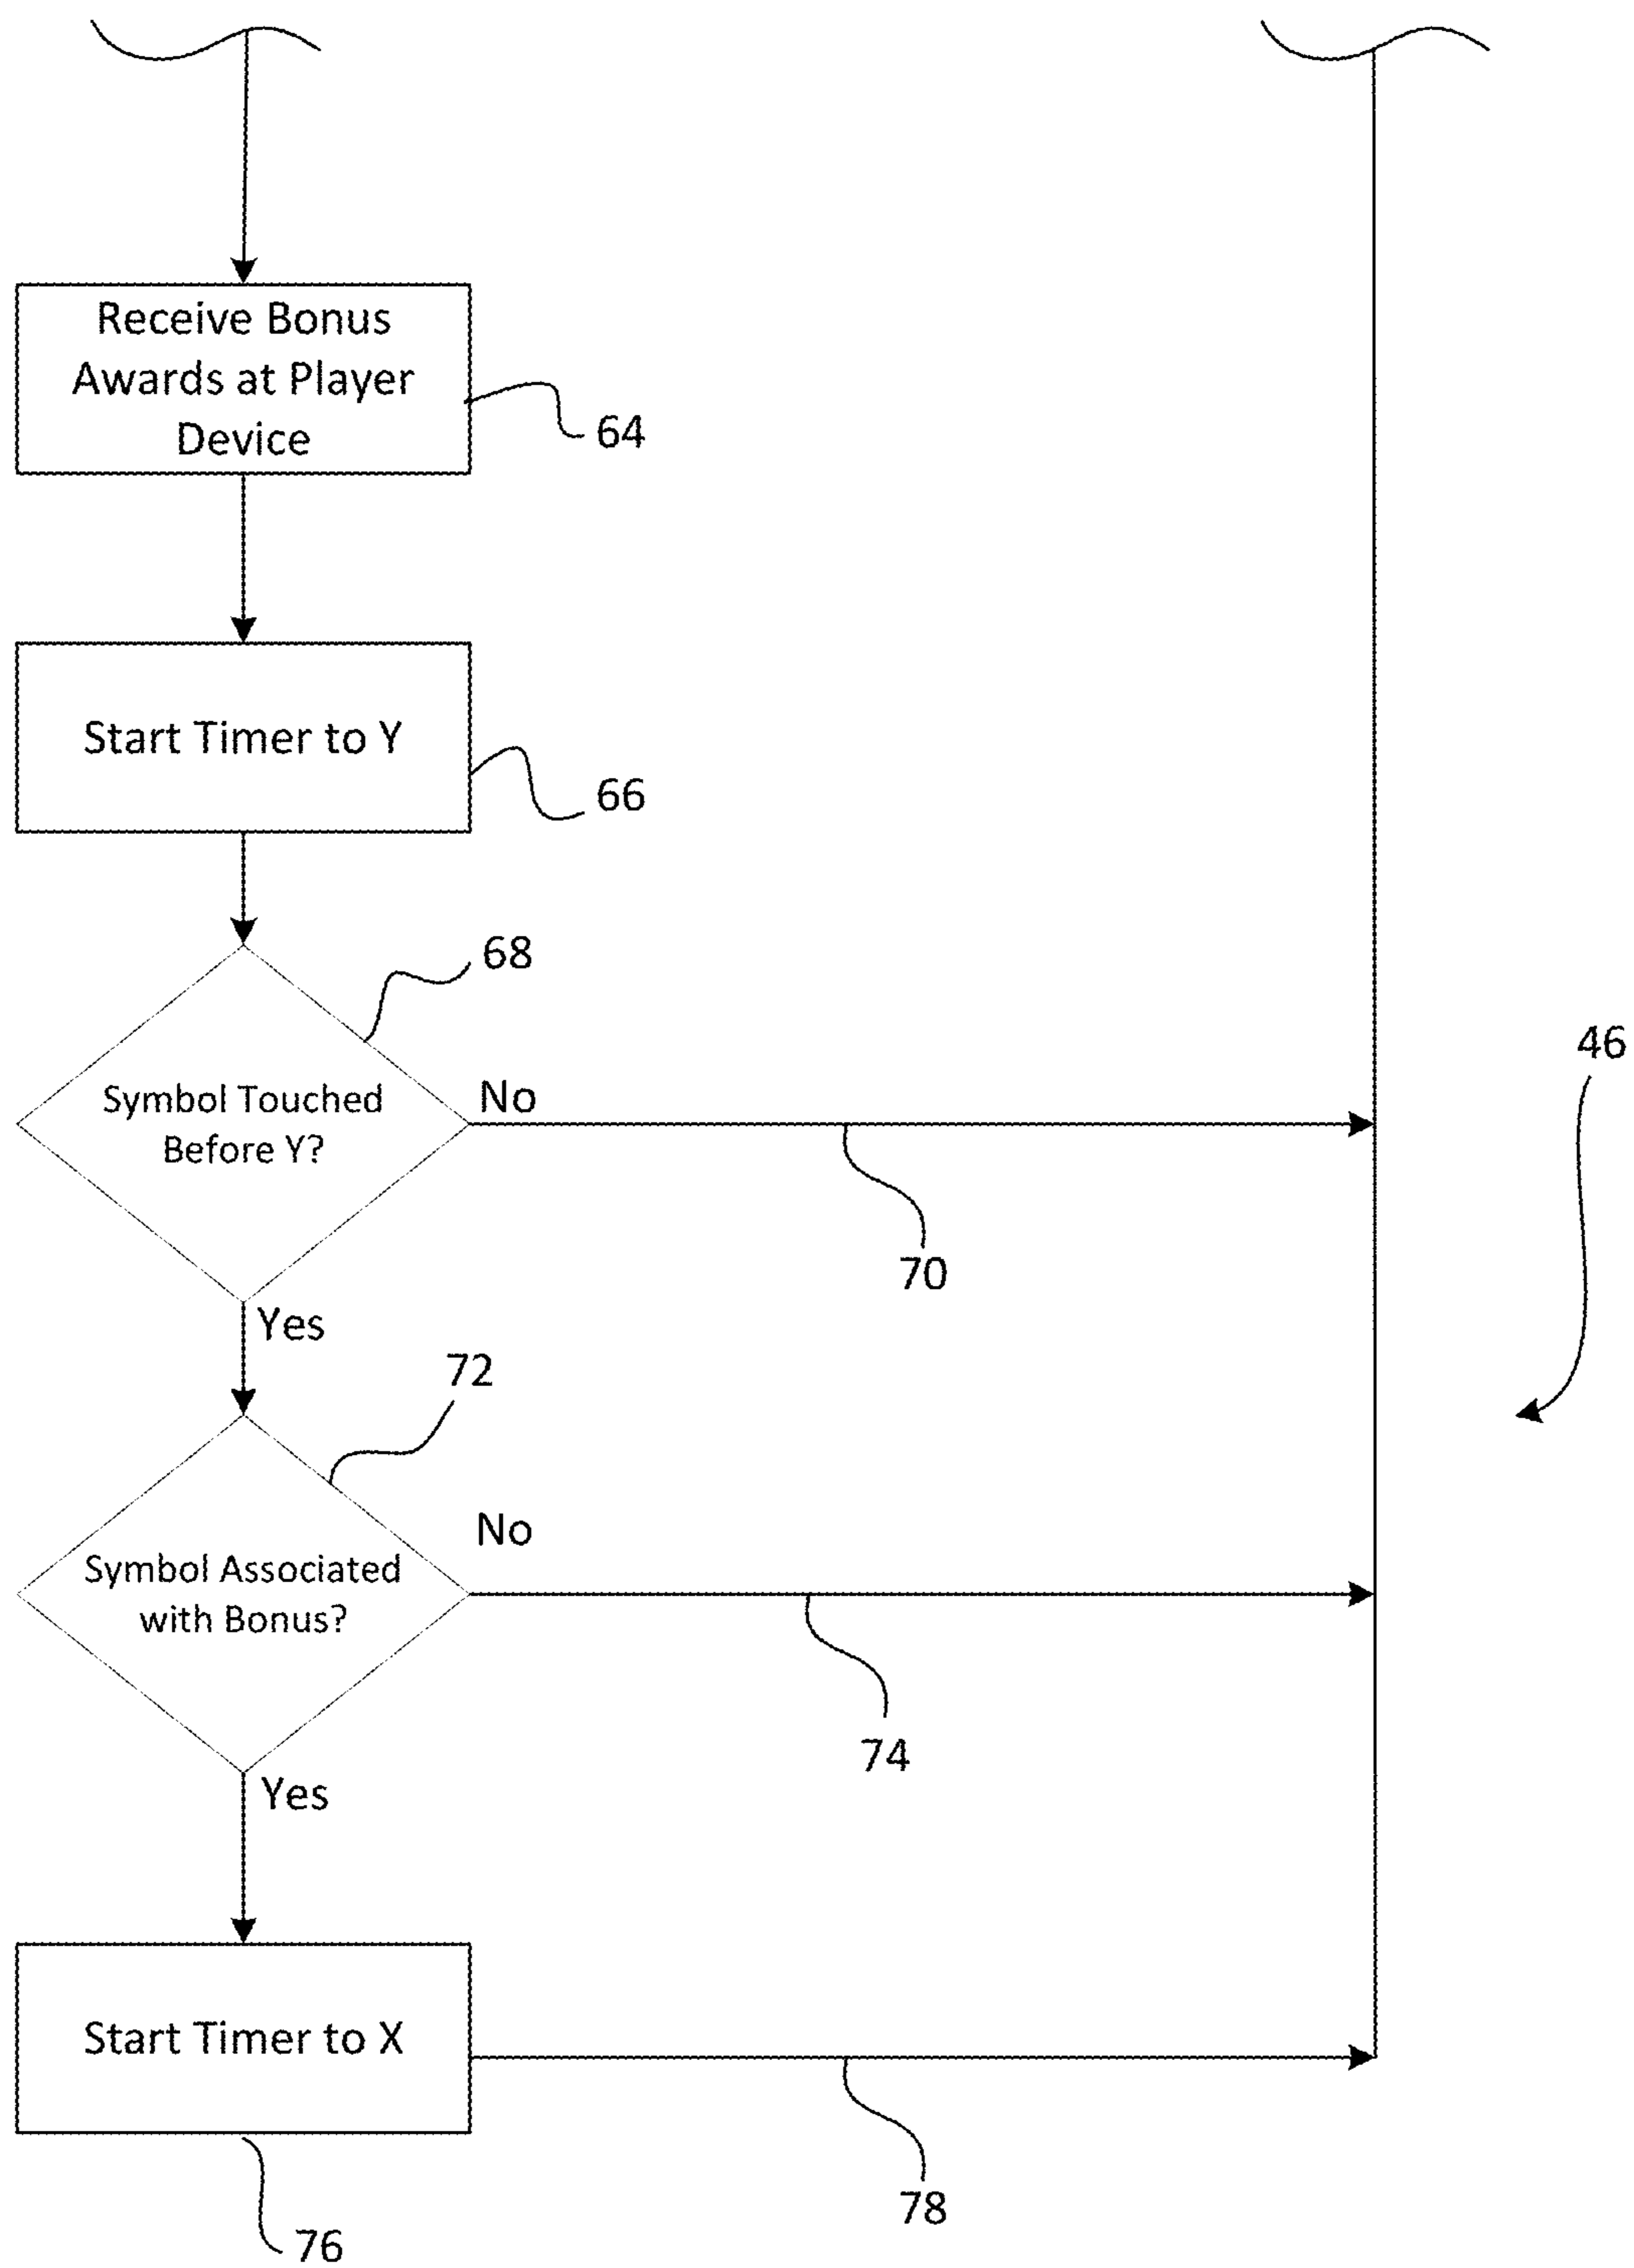 Receive Bonus
Awards at Player
Device
64
Start Timer to Y
66
68
Symbol Touched
Before Y?
No
70
46
Yes
72
Symbol Associated
with Bonus?
No
74
Yes
Start Timer to X
78
76